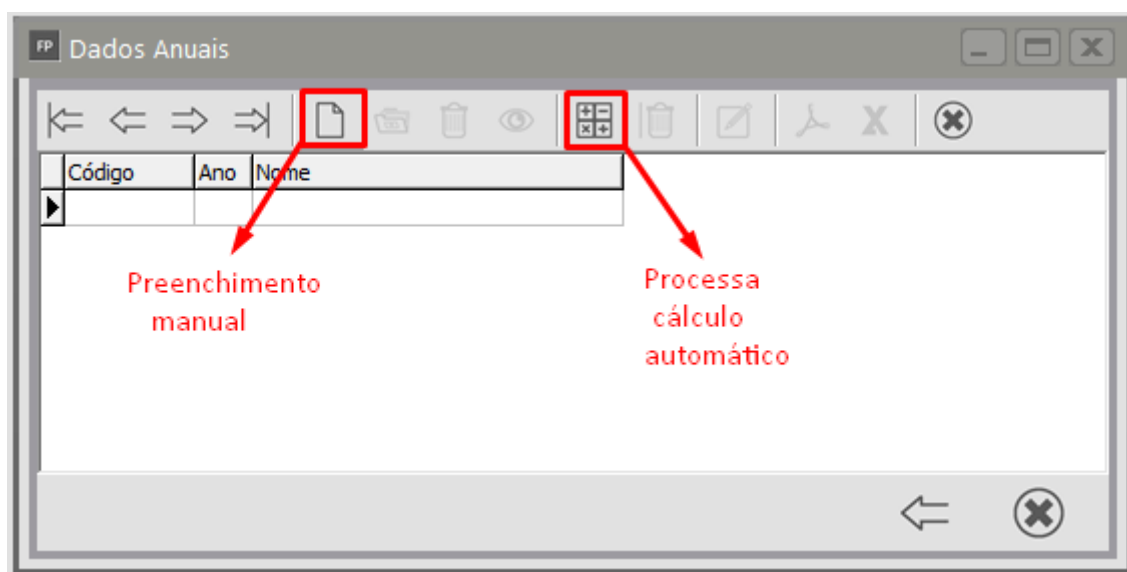 FP Dados Anuais
Código Ano Nome
Preenchimento
manual
Processa
cálculo
automático